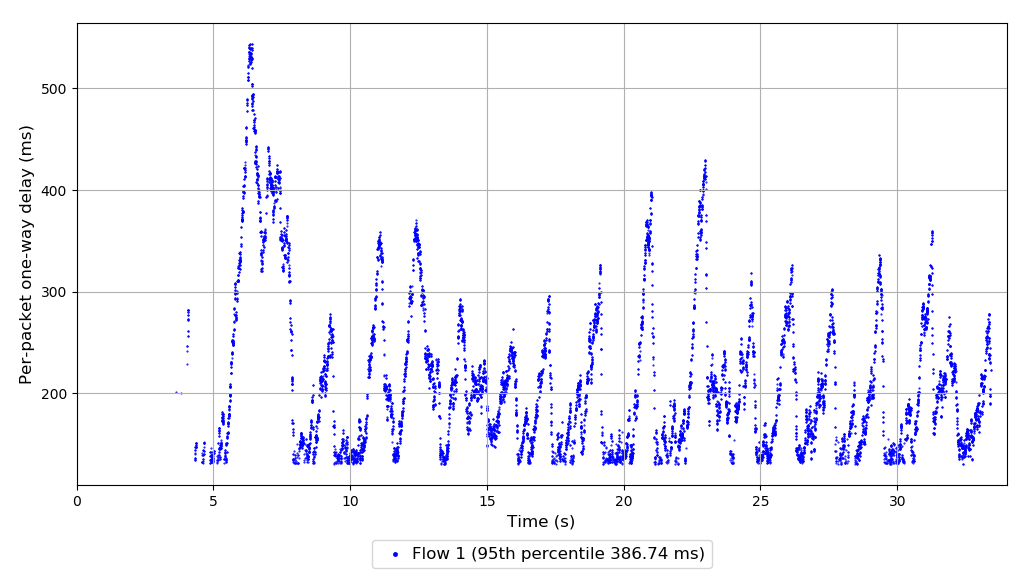 Per-packet one-way delay (ms)
500
400
300
200
0 5 10 15 20 25 30
Time (s)
Flow 1 (95th percentile 386.74 ms)